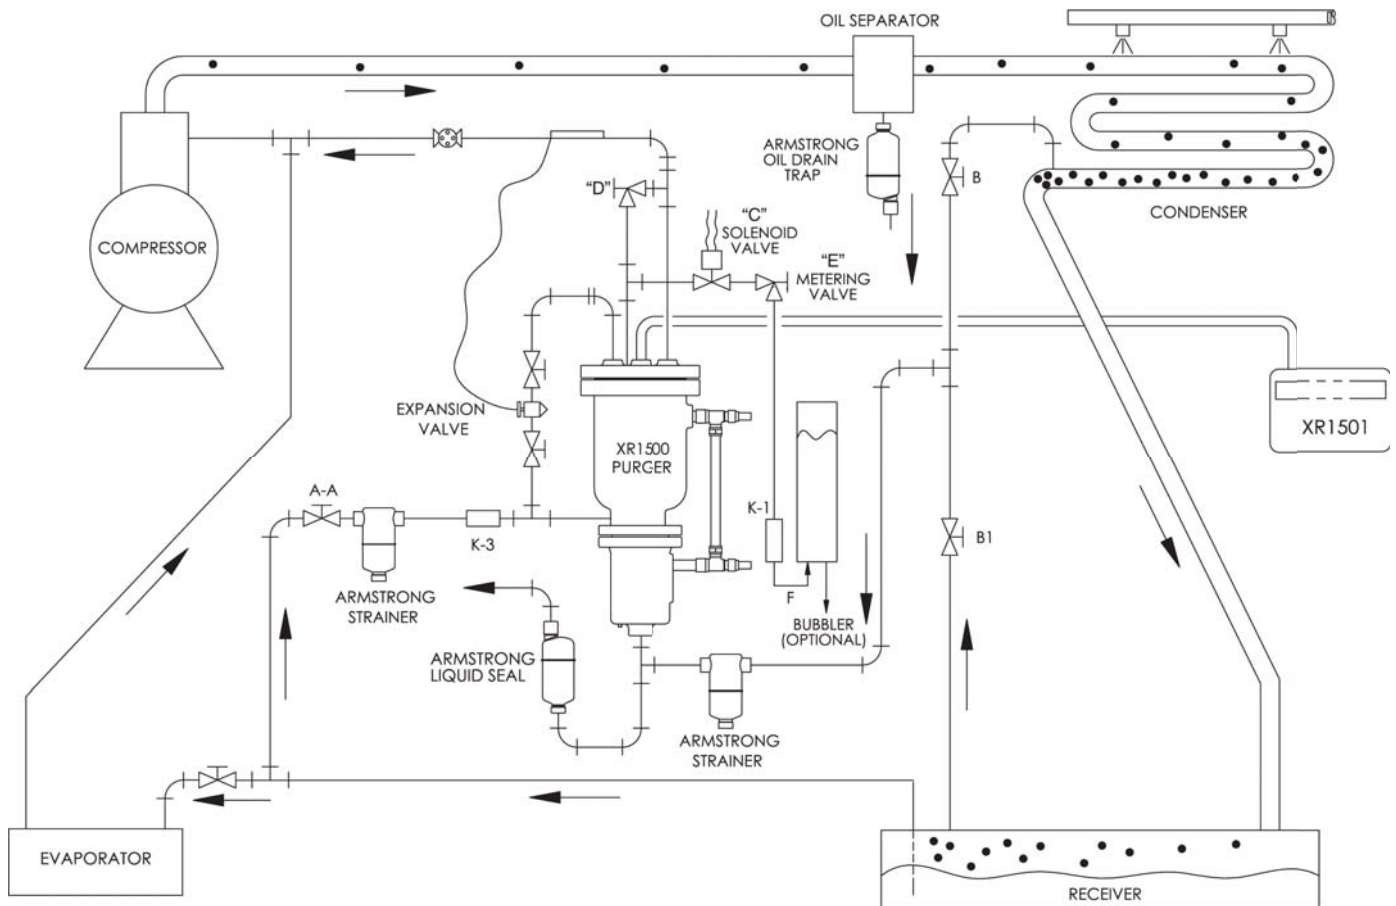 OIL SEPARATOR
ARMSTRONG
OIL DRAIN
TRAP
B
CONDENSER
"D"
"C"
SOLENOID
VALVE
"E"
METERING
VALVE
COMPRESSOR
EXPANSION
VALVE
XR1500
PURGER
XR1501
A-A
K-3
K-1
B1
F
ARMSTRONG
STRAINER
BUBBLER
(OPTIONAL)
ARMSTRONG
LIQUID SEAL
ARMSTRONG
STRAINER
EVAPORATOR
RECEIVER